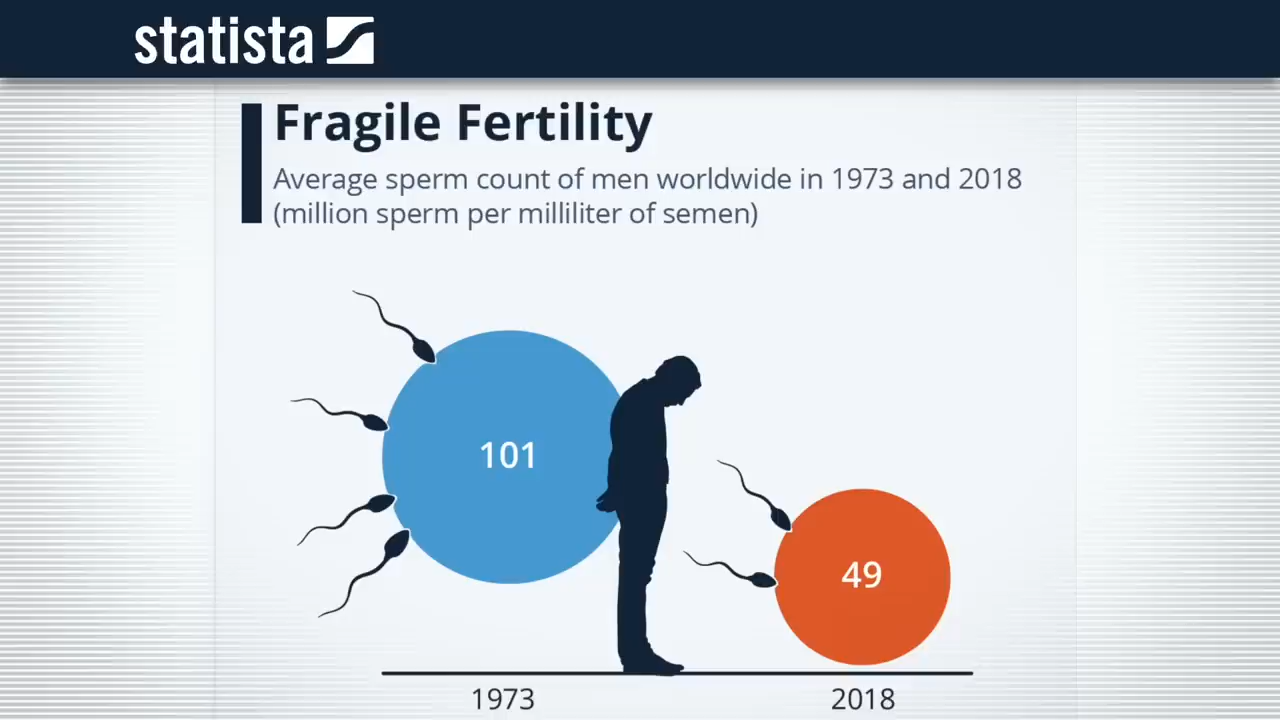 statista
Fragile Fertility
Average sperm count of men worldwide in 1973 and 2018
(million sperm per milliliter of semen)
101
49
1973
2018